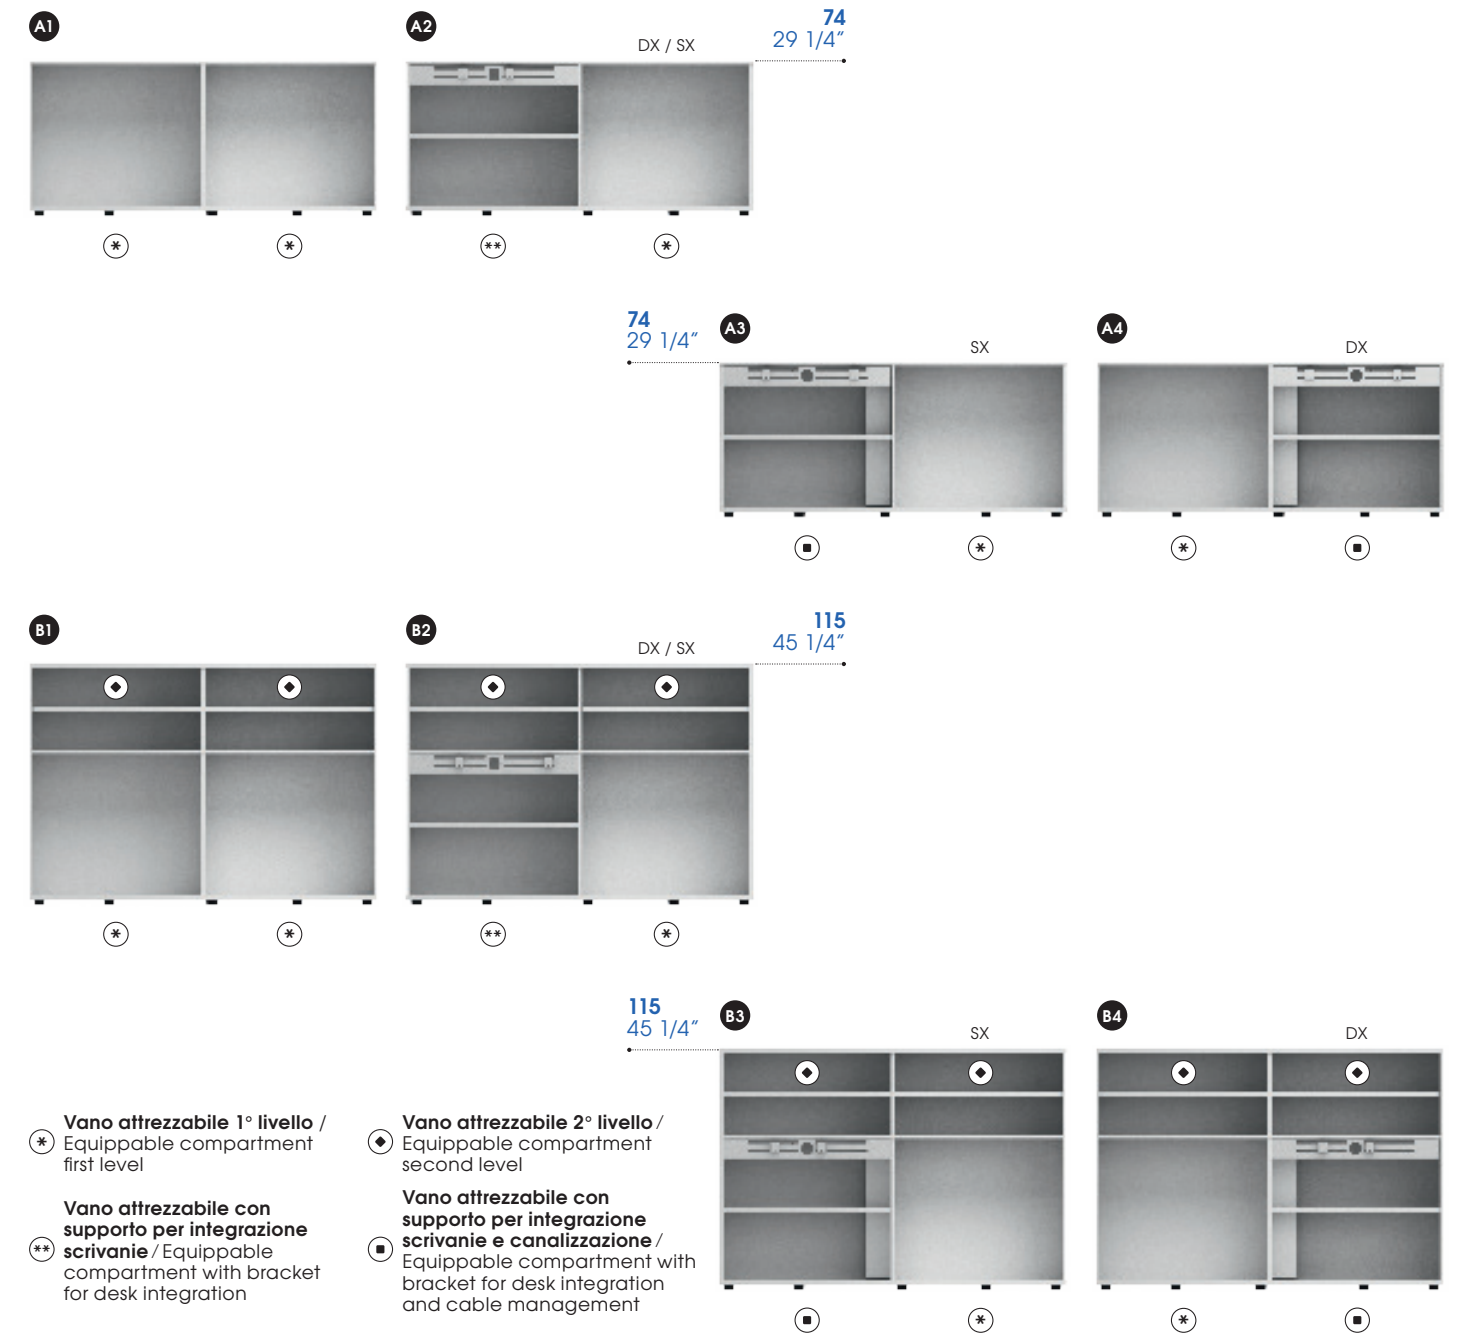 A1
A2
DX / SX
74
29 1/4”
*
*
**
*
74
29 1/4”
A3
SX
A4
DX
*
*
B1
B2
DX / SX
115
45 1/4”
*
*
**
*
115
45 1/4”
B3
SX
B4
DX
*
*
* Vano attrezzabile 1° livello /
Equippable compartment
first level
** Vano attrezzabile con
supporto per integrazione
scrivanie / Equippable
compartment with bracket
for desk integration
Vano attrezzabile 2° livello /
Equippable compartment
second level
Vano attrezzabile con
supporto per integrazione
scrivanie e canalizzazione /
Equippable compartment with
bracket for desk integration
and cable management